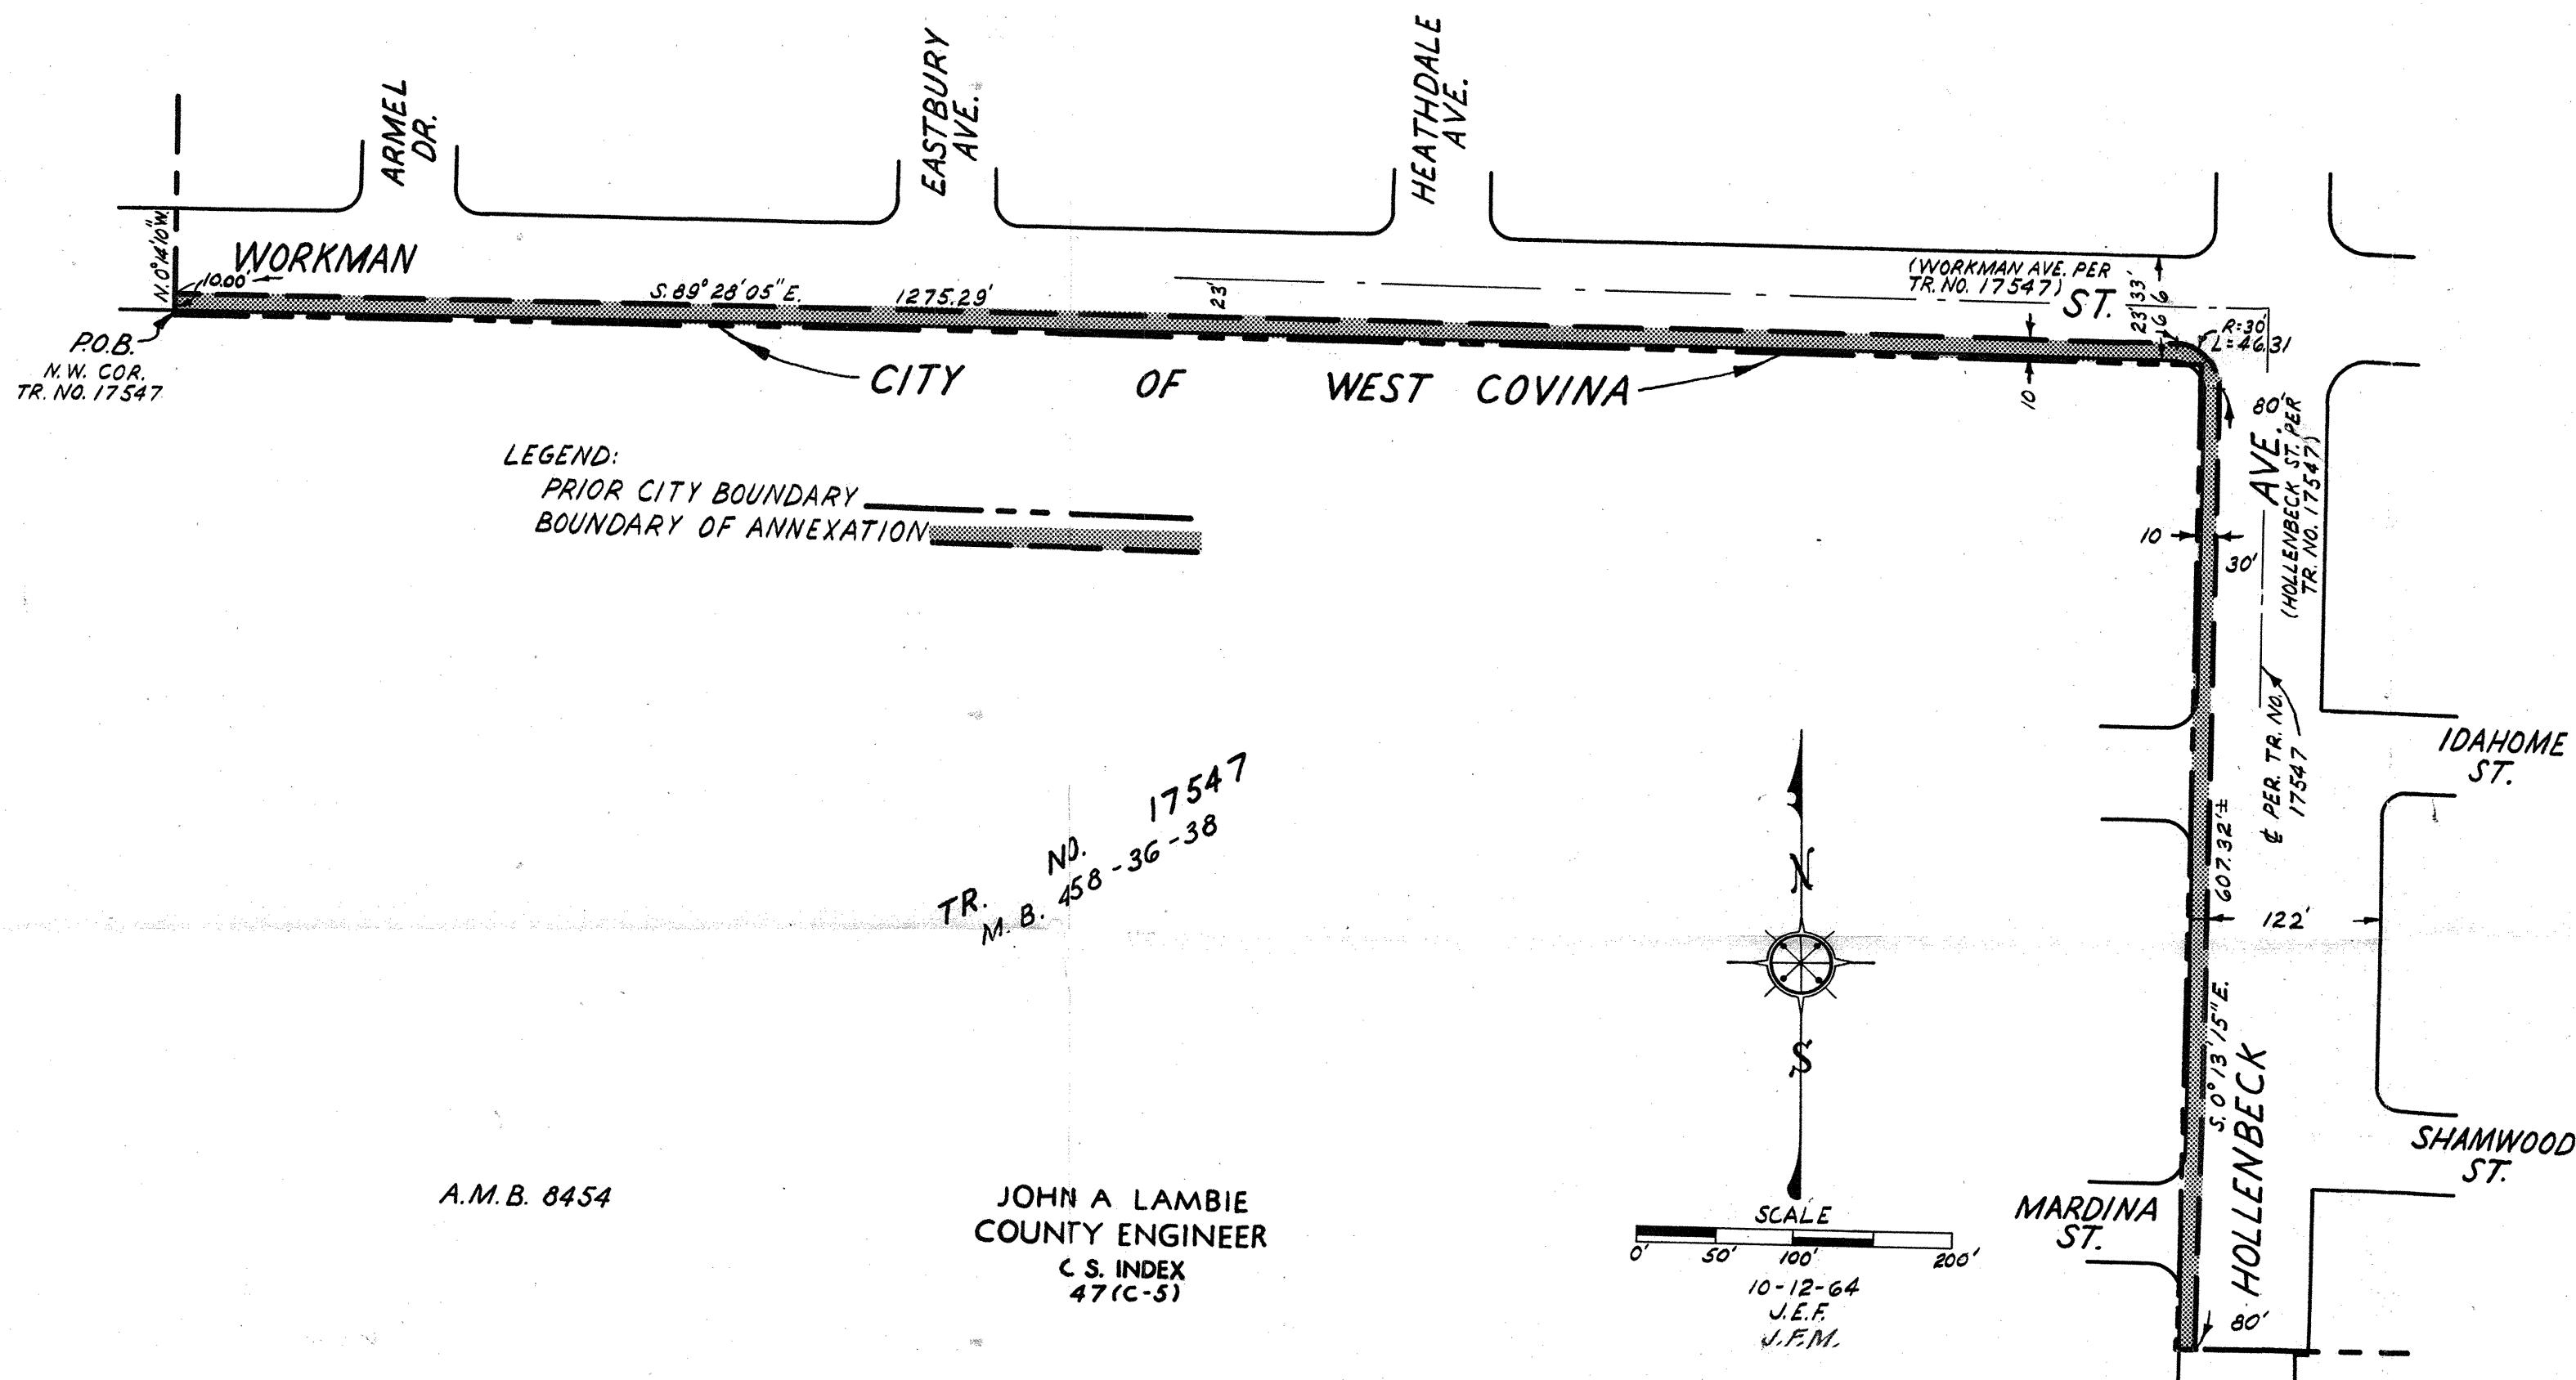 ARMEL
DR.
EASTBURY
AVE.
HEATHDALE
AVE.
N.0°14'10"W.
WORKMAN
10.00'
S.89°28'05"E.
1275.29'
23'
(WORKMAN AVE. PER
TR. NO. 17547)
ST.
33'
66'
23'
R=30'
L=46.31
P.O.B.
N.W. COR.
TR. NO. 17547
CITY OF WEST COVINA
10
80'
AVE.
(HOLLENBECK ST. PER
TR. NO. 17547)
LEGEND:
PRIOR CITY BOUNDARY
BOUNDARY OF ANNEXATION
10
30'
℄ PER. TR. NO.
17547
IDAHOME
ST.
607.32'±
TR. NO. 17547
M. B. 458-36-38
N
S
122'
S.0°13'15"E.
HOLLENBECK
SHAMWOOD
ST.
MARDINA
ST.
80'
A.M.B. 8454
JOHN A LAMBIE
COUNTY ENGINEER
C S. INDEX
47(C-5)
SCALE
0' 50' 100' 200'
10-12-64
J.E.F.
J.F.M.